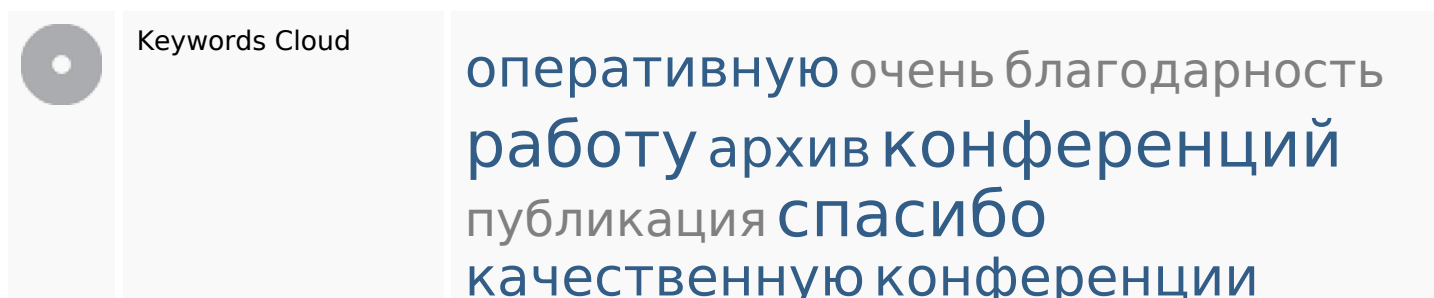 Keywords Cloud
оперативную очень благодарность
работу архив конференций
публикация спасибо
качественную конференции